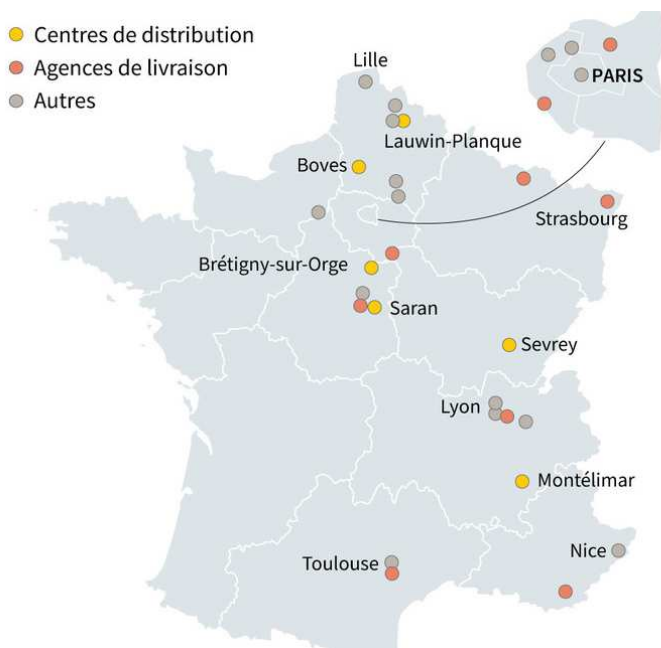 Centres de distribution
Agences de livraison
Autres
Lille
PARIS
Lauwin-Planque
Boves
Strasbourg
Brétigny-sur-Orge
Saran
Sevrey
Lyon
Montélimar
Nice
Toulouse